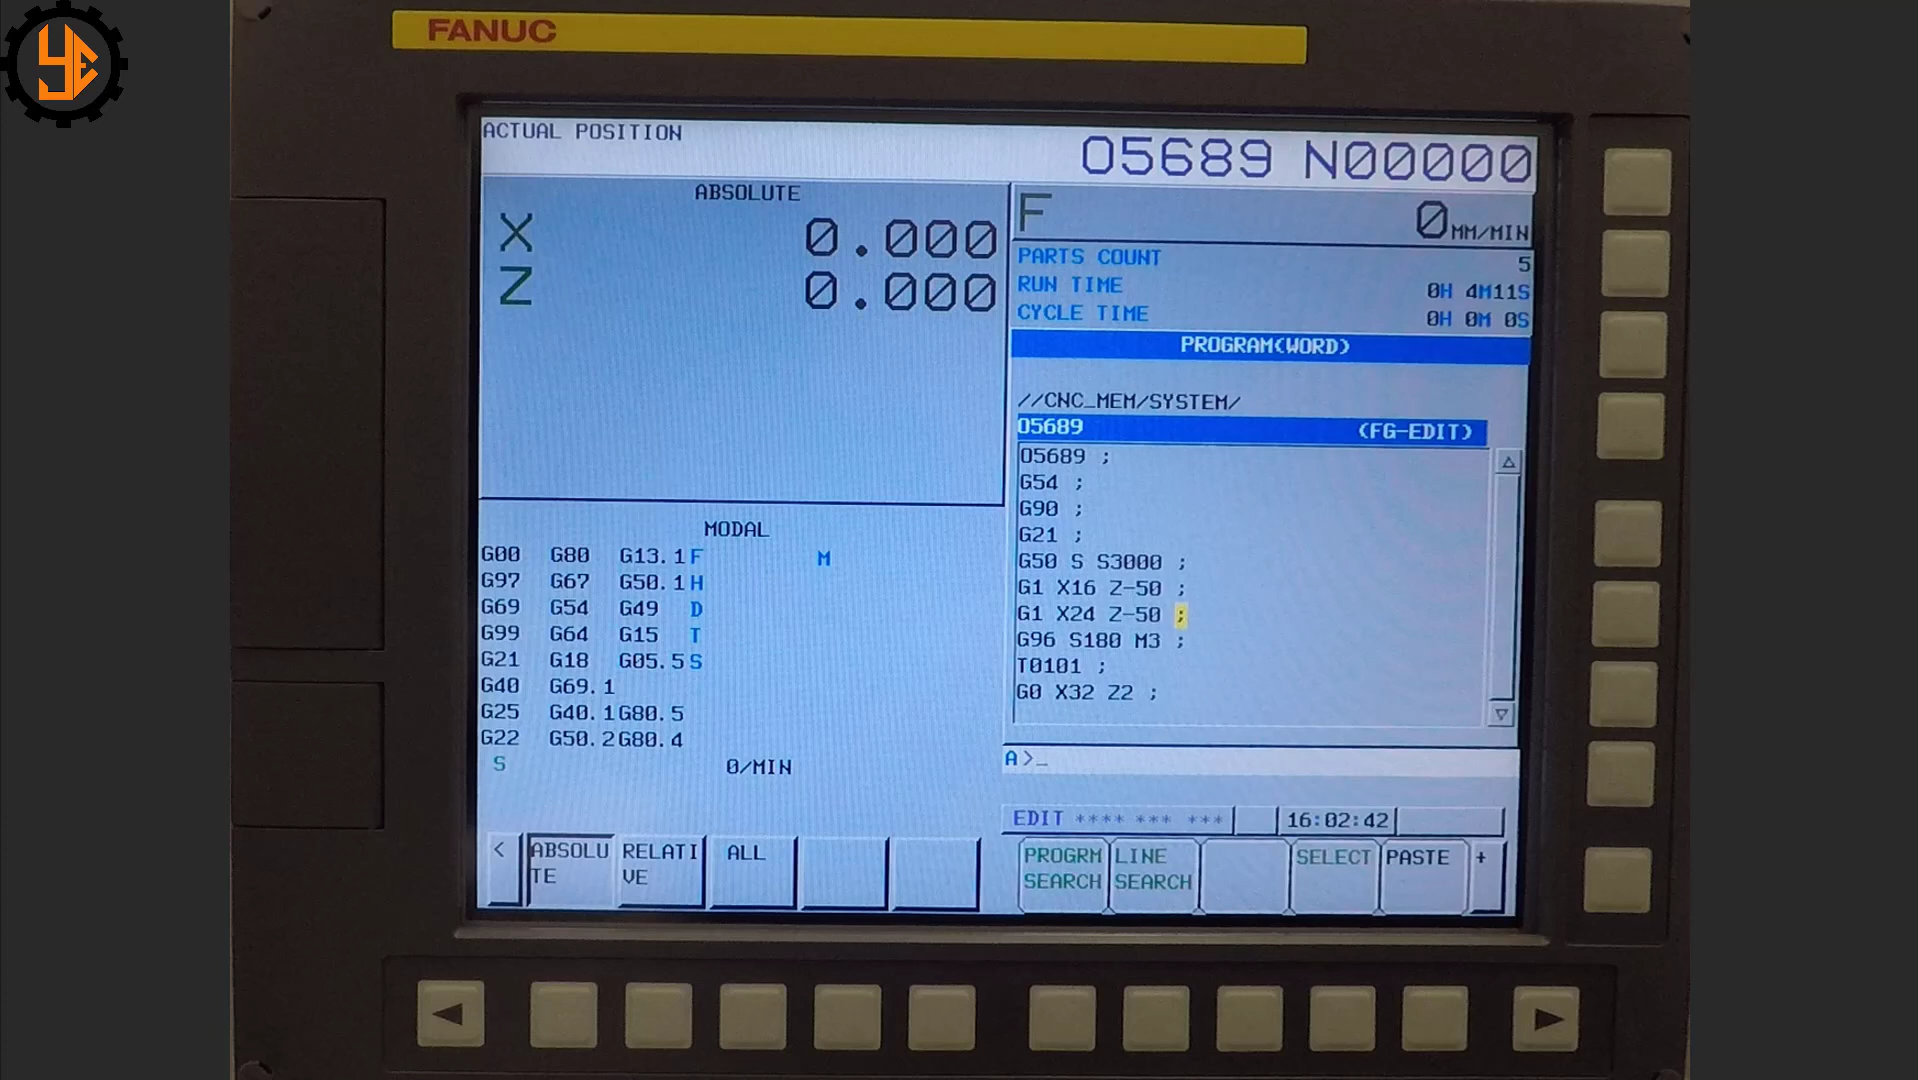 YE
FANUC
ACTUAL POSITION
O5689 N00000
ABSOLUTE
X 0.000
Z 0.000
F 0 MM/MIN
PARTS COUNT 5
RUN TIME 0H 4M11S
CYCLE TIME 0H 0M 0S
PROGRAM(WORD)
//CNC_MEM/SYSTEM/
O5689 (FG-EDIT)
O5689 ;
G54 ;
G90 ;
G21 ;
G50 S S3000 ;
G1 X16 Z-50 ;
G1 X24 Z-50 ;
G96 S180 M3 ;
T0101 ;
G0 X32 Z2 ;
MODAL
G00 G80 G13.1 F M
G97 G67 G50.1 H
G69 G54 G49 D
G99 G64 G15 T
G21 G18 G05.5 S
G40 G69.1
G25 G40.1 G80.5
G22 G50.2 G80.4
S 0/MIN
A>_
EDIT **** *** *** 16:02:42
< ABSOLU
TE
RELATI
VE
ALL
PROGRM
SEARCH
LINE
SEARCH
SELECT
PASTE
+